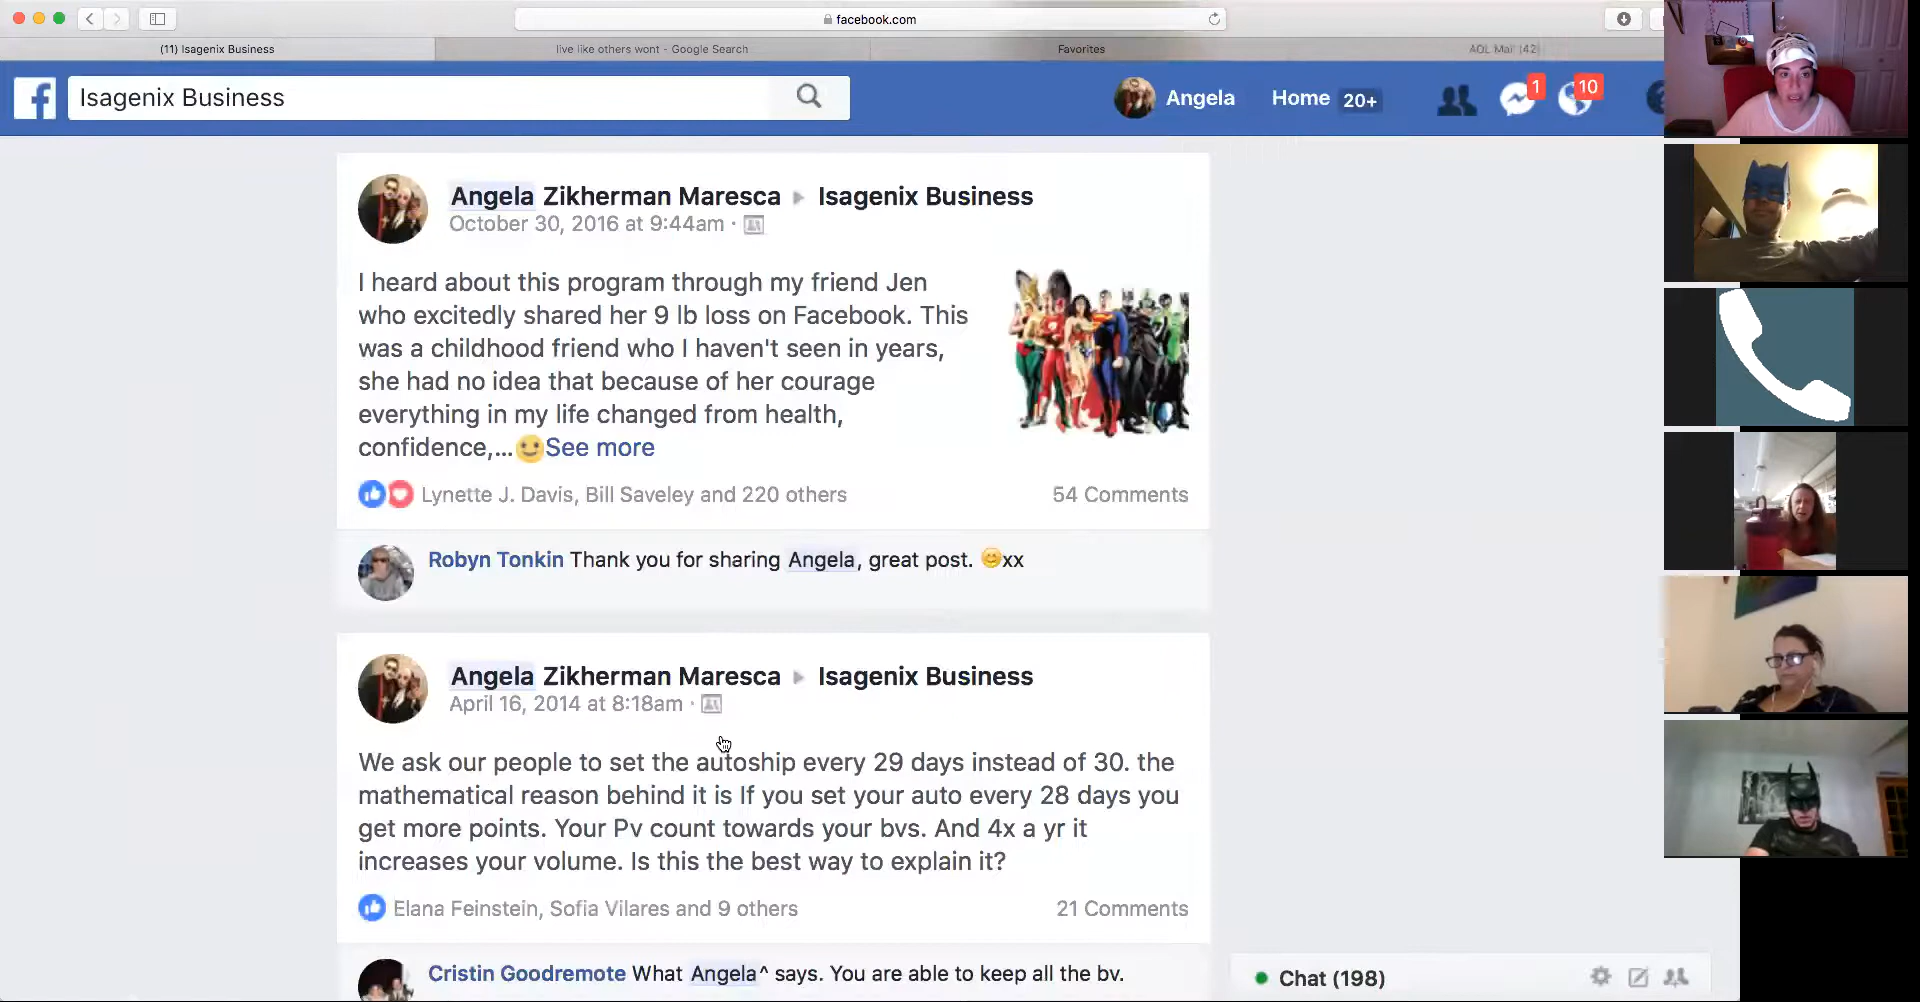 facebook.com
(11) Isagenix Business
live like others wont - Google Search
Favorites
AOL Mail (42)
Isagenix Business
Angela
Home 20+
1
10
Angela Zikherman Maresca Isagenix Business
October 30, 2016 at 9:44am ·
I heard about this program through my friend Jen
who excitedly shared her 9 lb loss on Facebook. This
was a childhood friend who I haven't seen in years,
she had no idea that because of her courage
everything in my life changed from health,
confidence,...See more
Lynette J. Davis, Bill Saveley and 220 others
54 Comments
Robyn Tonkin Thank you for sharing Angela, great post. 😊xx
Angela Zikherman Maresca Isagenix Business
April 16, 2014 at 8:18am ·
We ask our people to set the autoship every 29 days instead of 30. the
mathematical reason behind it is If you set your auto every 28 days you
get more points. Your Pv count towards your bvs. And 4x a yr it
increases your volume. Is this the best way to explain it?
Elana Feinstein, Sofia Vilares and 9 others
21 Comments
Cristin Goodremote What Angela^ says. You are able to keep all the bv.
Chat (198)